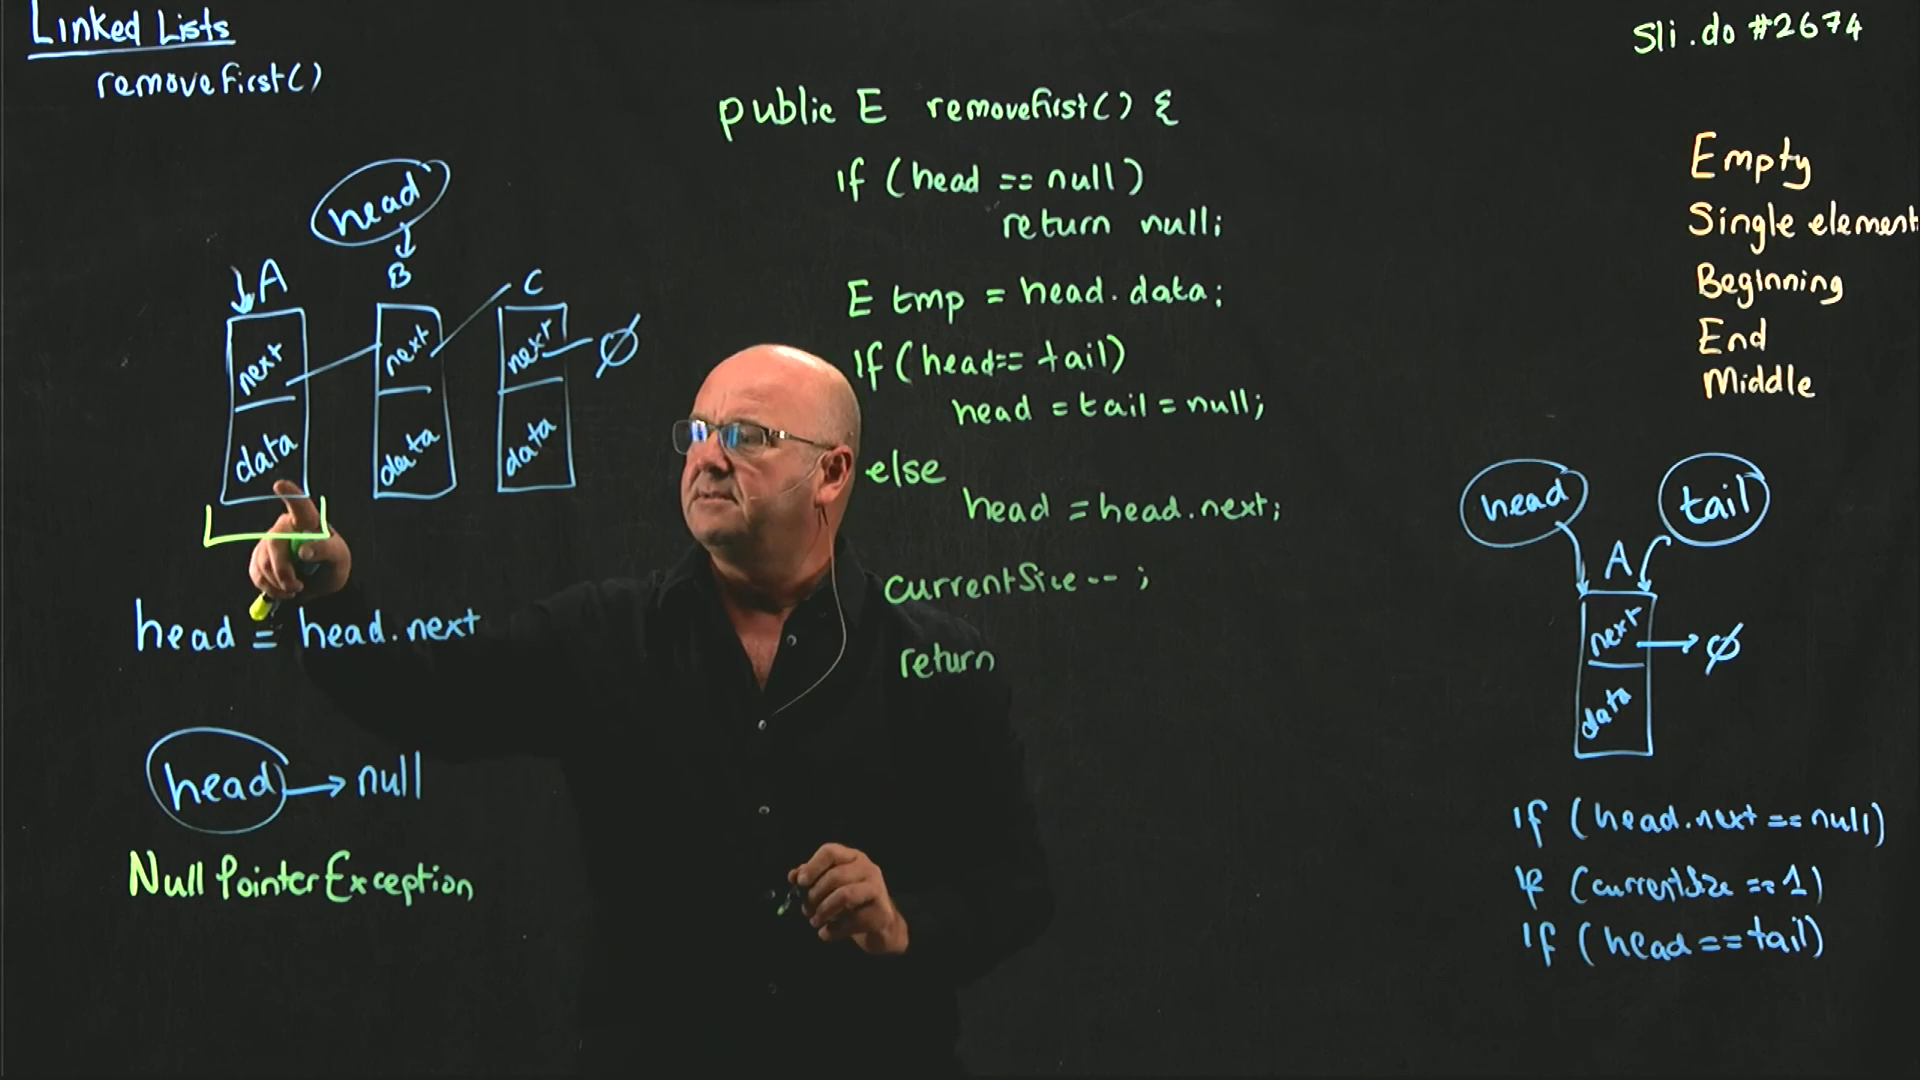 Linked Lists
removeFirst()
Sli.do #2674
head
A
B
C
next
next
next
Ø
data
data
data
head = head.next
head → null
NullPointerException
public E removeFirst() {
if (head == null)
return null;
E tmp = head.data;
if (head == tail)
head = tail = null;
else
head = head.next;
currentSize-- ;
return
Empty
Single element
Beginning
End
Middle
head
tail
A
next → Ø
data
if (head.next == null)
if (currentSize == 1)
if (head == tail)